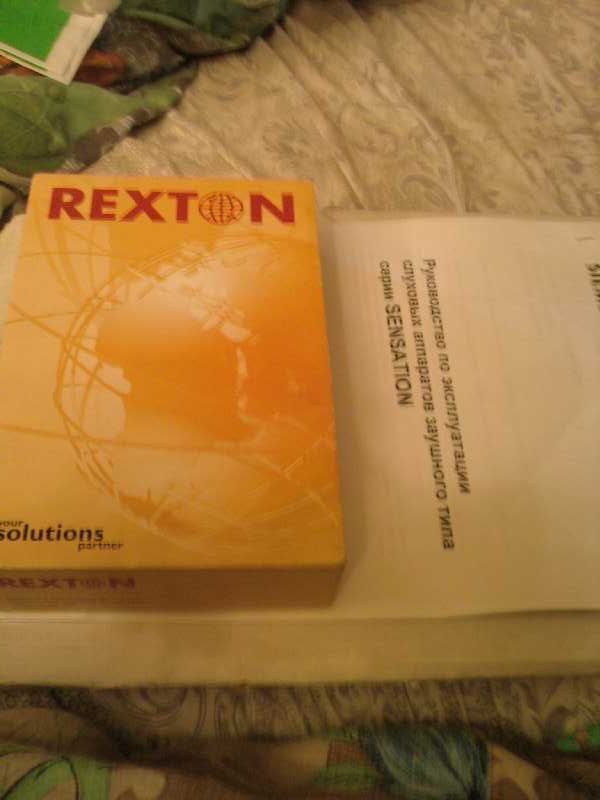 REXTON
your
solutions
partner
REXTON
Руководство по эксплуатации
слуховых аппаратов заушного типа
серии SENSATION